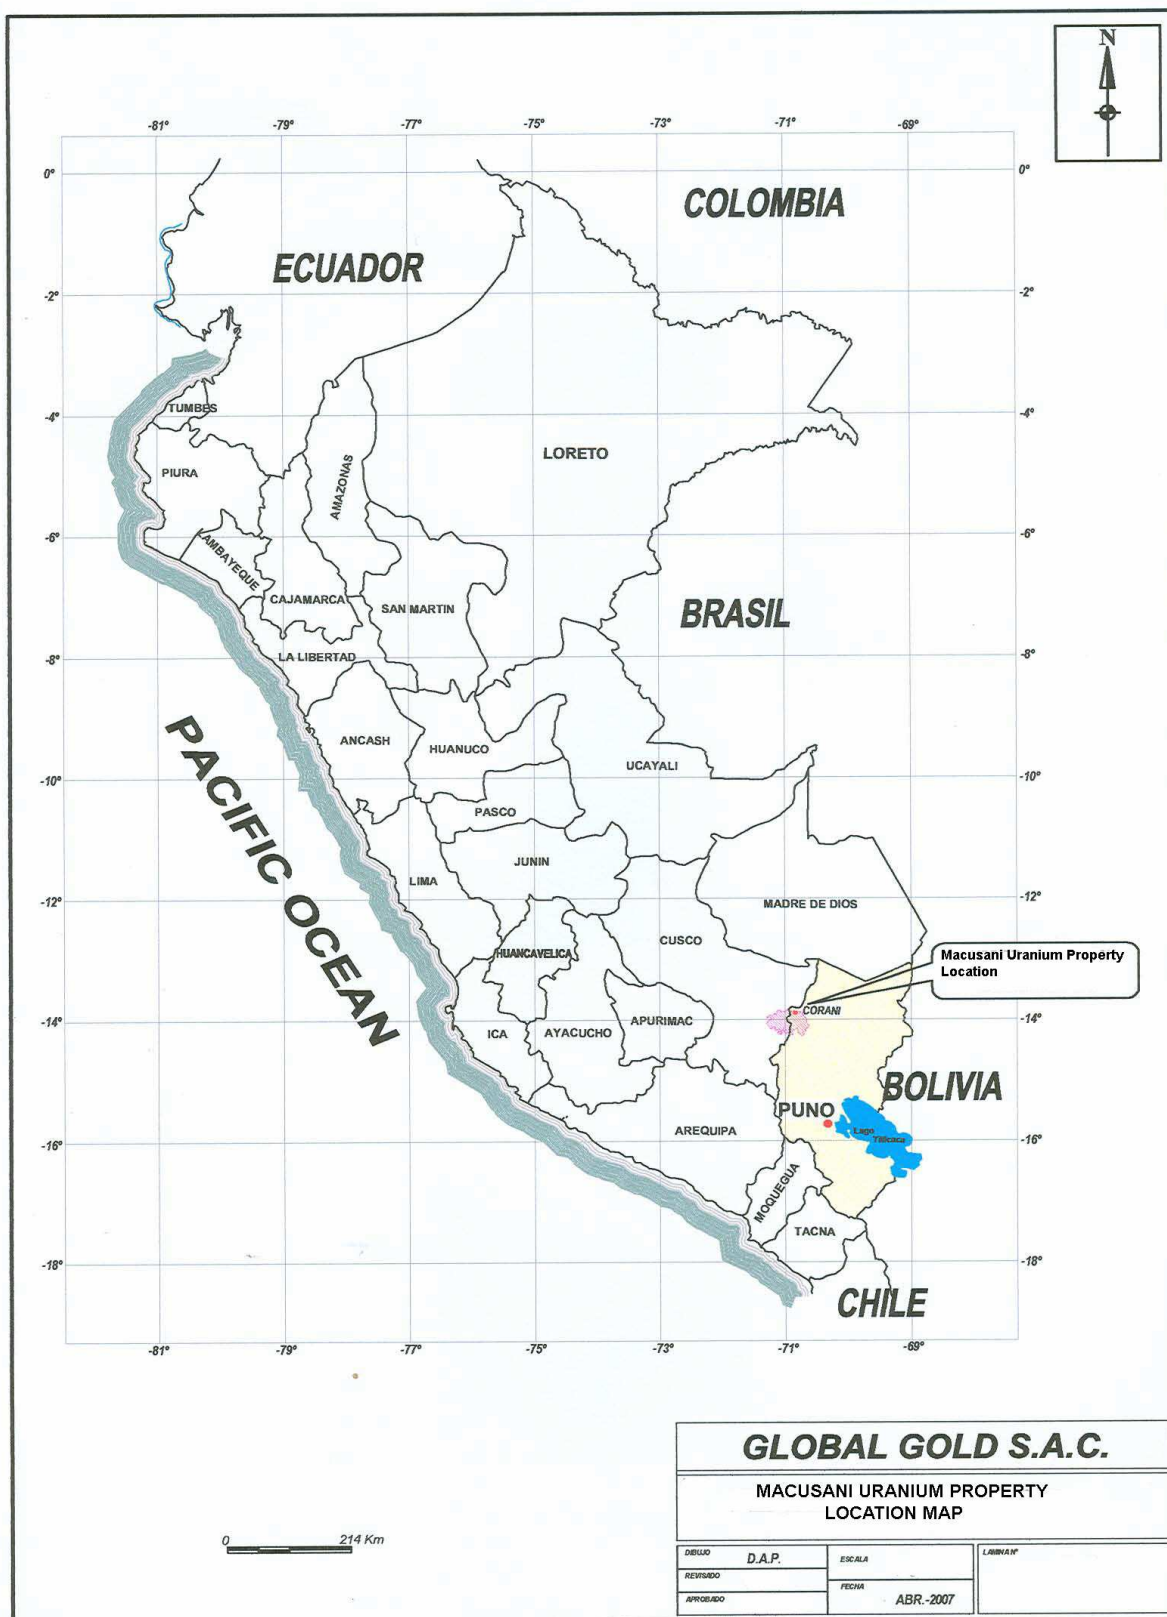 N
-81°
-79°
-77°
-75°
-73°
-71°
-69°
0°
0°
COLOMBIA
ECUADOR
-2°
-2°
TUMBES
-4°
-4°
LORETO
PIURA
AMAZONAS
-6°
-6°
LAMBAYEQUE
CAJAMARCA
SAN MARTIN
BRASIL
LA LIBERTAD
-8°
-8°
ANCASH
HUANUCO
UCAYALI
-10°
-10°
PASCO
PACIFIC OCEAN
JUNIN
LIMA
-12°
-12°
MADRE DE DIOS
CUSCO
HUANCAVELICA
Macusani Uranium Property
Location
CORANI
-14°
-14°
ICA
AYACUCHO
APURIMAC
BOLIVIA
PUNO
AREQUIPA
Lago
Titicaca
-16°
-16°
MOQUEGUA
TACNA
-18°
-18°
CHILE
-81°
-79°
-77°
-75°
-73°
-71°
-69°
GLOBAL GOLD S.A.C.
MACUSANI URANIUM PROPERTY
LOCATION MAP
0 214 Km
DIBUJO D.A.P.
ESCALA
LAMINA Nº
REVISADO
FECHA ABR.-2007
APROBADO